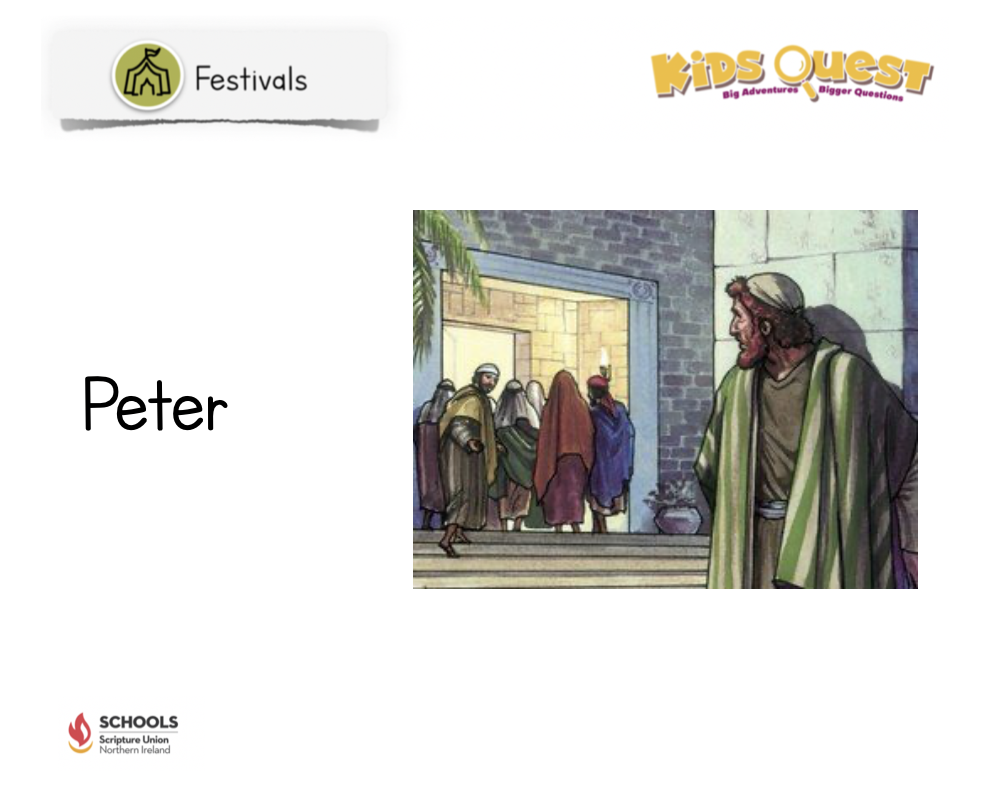 Festivals
KiDS QUEST
Big Adventures Bigger Questions
Peter
SCHOOLS
Scripture Union
Northern Ireland